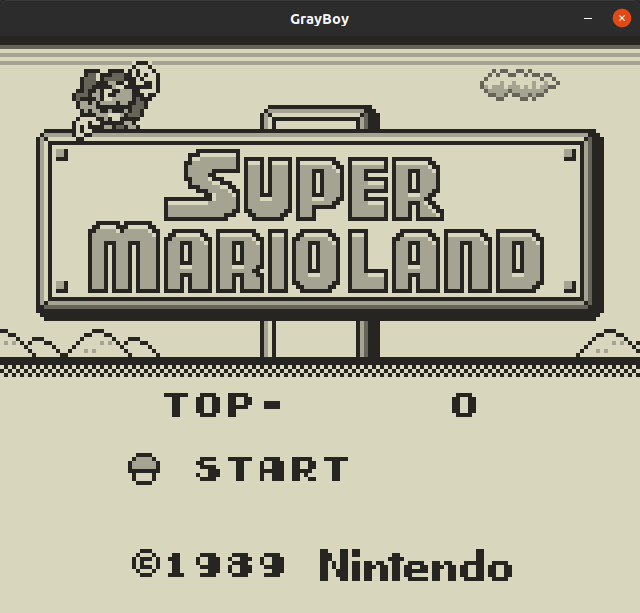 GrayBoy
SUPER
MARIOLAND
TOP- 0
START
©1989 Nintendo